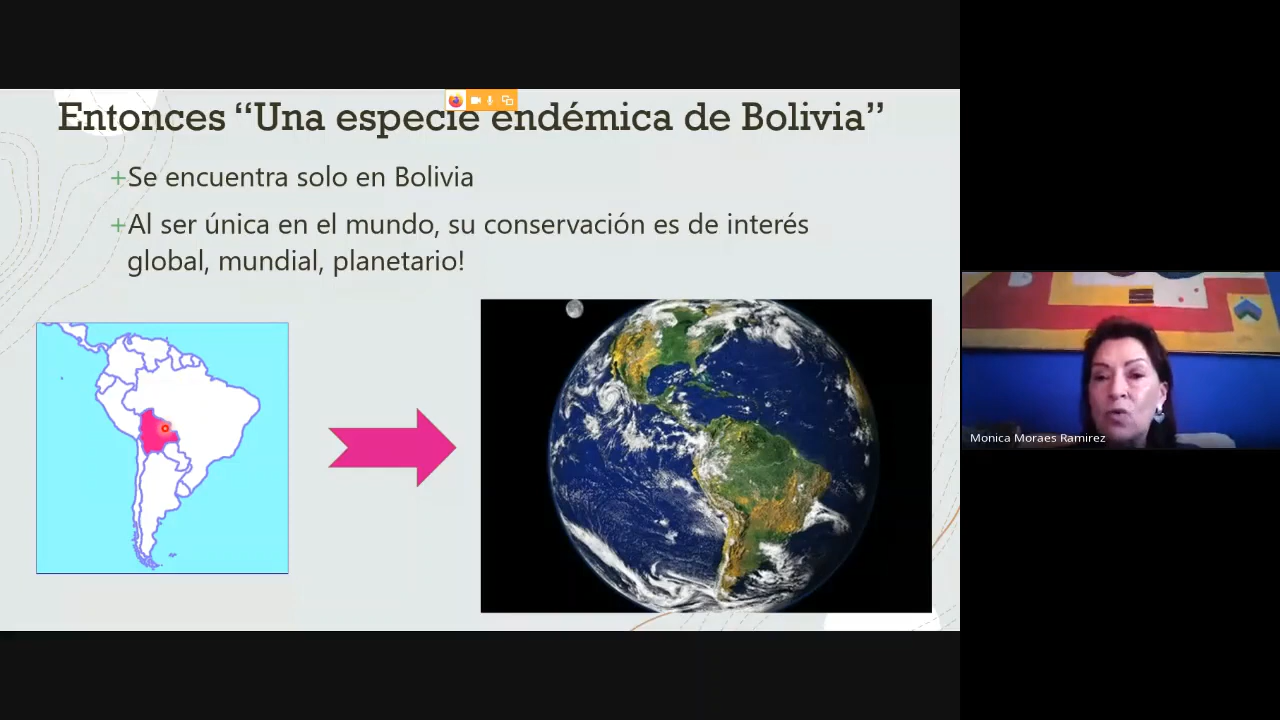 Entonces “Una especie endémica de Bolivia”
+Se encuentra solo en Bolivia
+Al ser única en el mundo, su conservación es de interés
global, mundial, planetario!
Monica Moraes Ramirez